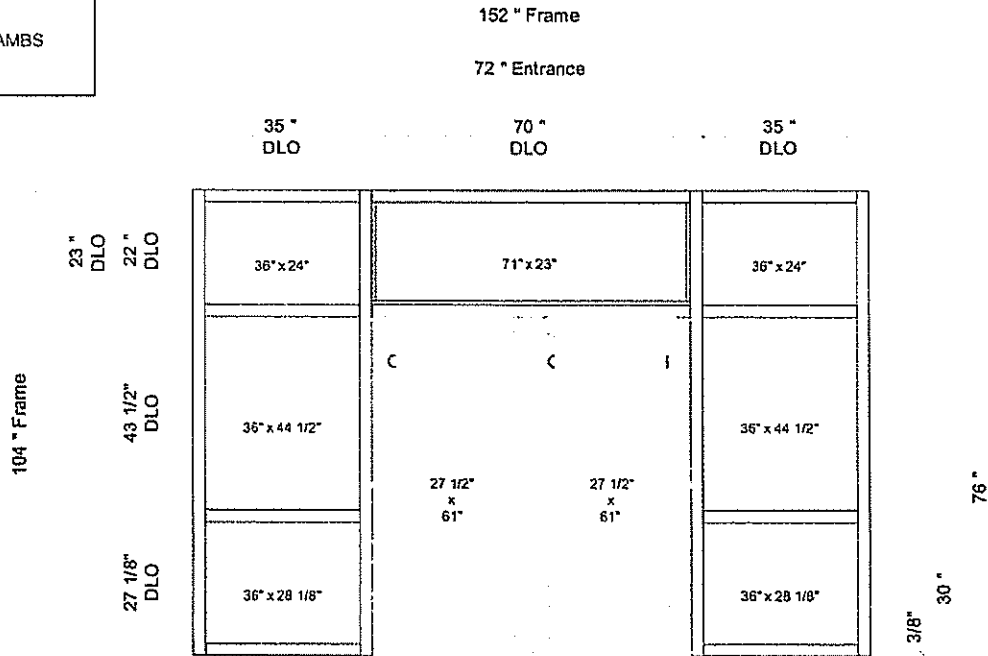 AMBS
152 " Frame
72 " Entrance
35 "
DLO
70 "
DLO
35 "
DLO
23 "
DLO
22 "
DLO
36" x 24"
71" x 23"
36" x 24"
104 " Frame
43 1/2"
DLO
36" x 44 1/2"
36" x 44 1/2"
27 1/2"
x
61"
27 1/2"
x
61"
76 "
27 1/8"
DLO
36" x 28 1/8"
36" x 28 1/8"
30 "
3/8"